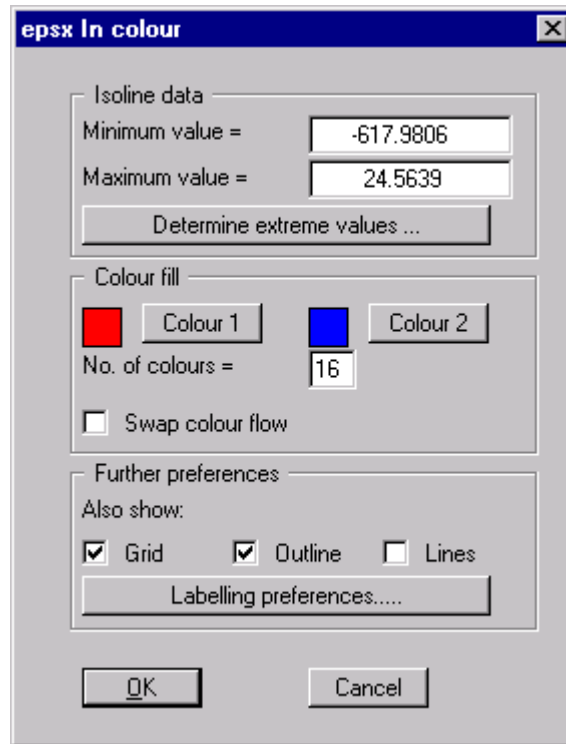 epsx In colour
Isoline data
Minimum value = -617.9806
Maximum value = 24.5639
Determine extreme values ...
Colour fill
Colour 1 Colour 2
No. of colours = 16
Swap colour flow
Further preferences
Also show:
Grid Outline Lines
Labelling preferences.....
OK Cancel